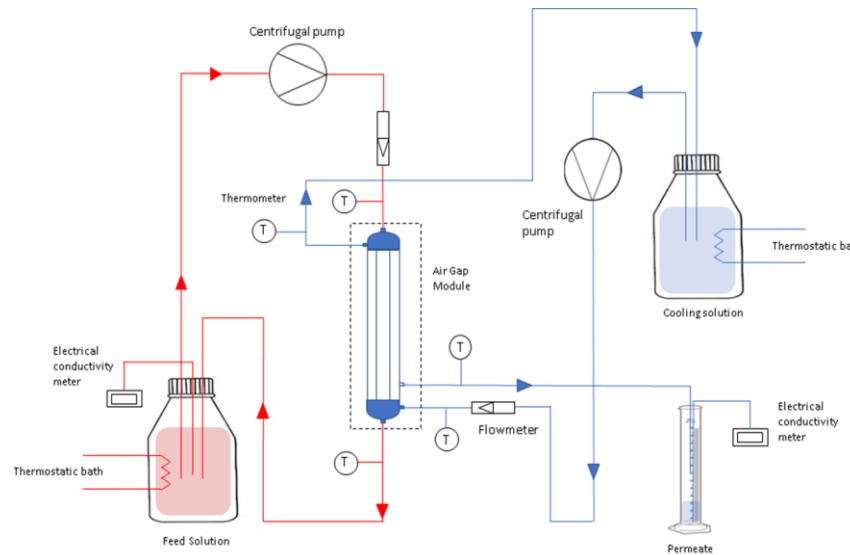 Centrifugal pump
Thermometer
T
T
Centrifugal
pump
Thermostatic ba
Cooling solution
Air Gap
Module
Electrical
conductivity
meter
T
T
Flowmeter
Electrical
conductivity
meter
Thermostatic bath
T
Feed Solution
Permeate